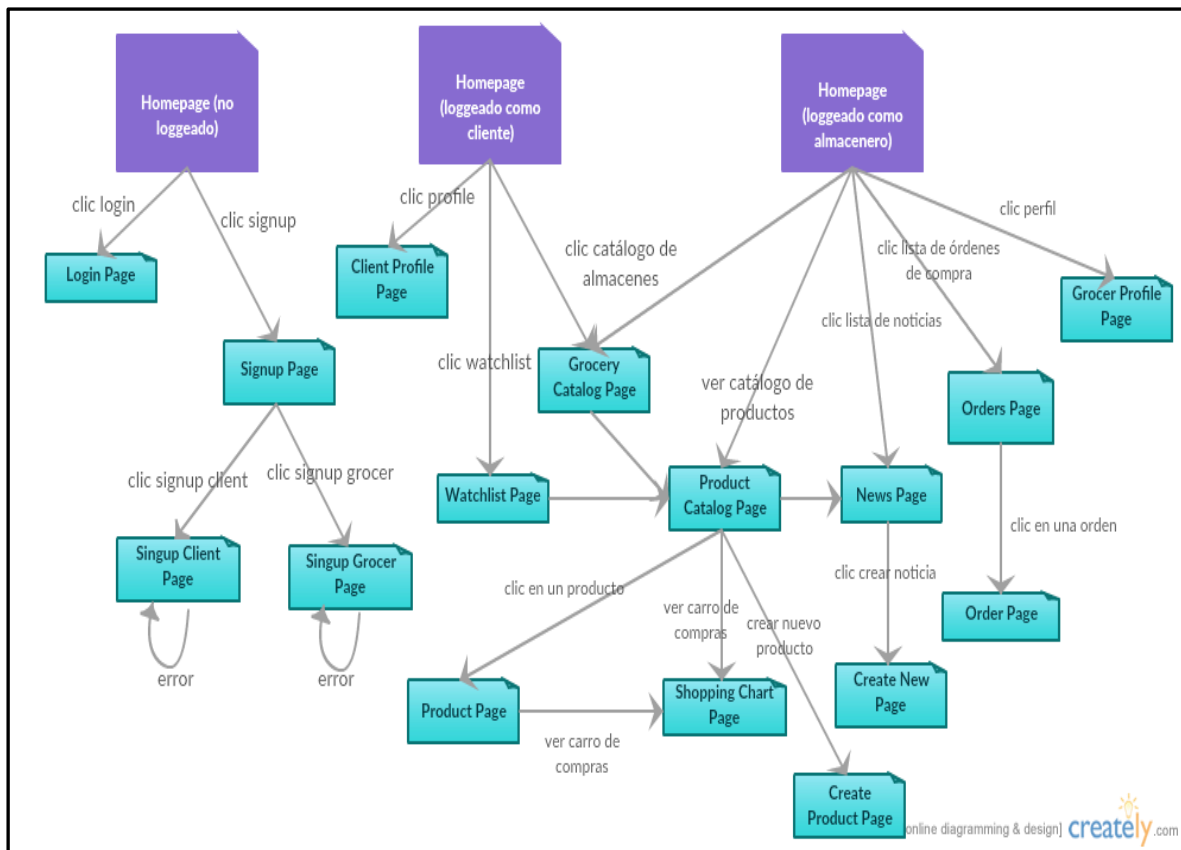 Homepage (no
loggeado)
Homepage
(loggeado como
cliente)
Homepage
(loggeado como
almacenero)
clic login
clic signup
clic profile
clic catálogo de
almacenes
clic perfil
clic lista de órdenes
de compra
Login Page
Client Profile
Page
Grocer Profile
Page
clic lista de noticias
clic watchlist
Signup Page
Grocery
Catalog Page
ver catálogo de
productos
Orders Page
clic signup client
clic signup grocer
Watchlist Page
Product
Catalog Page
News Page
clic en una orden
Singup Client
Page
Singup Grocer
Page
clic en un producto
ver carro de
compras
crear nuevo
producto
clic crear noticia
Order Page
error
error
Product Page
Shopping Chart
Page
Create New
Page
ver carro de
compras
Create
Product Page
online diagramming & design]
creately.com